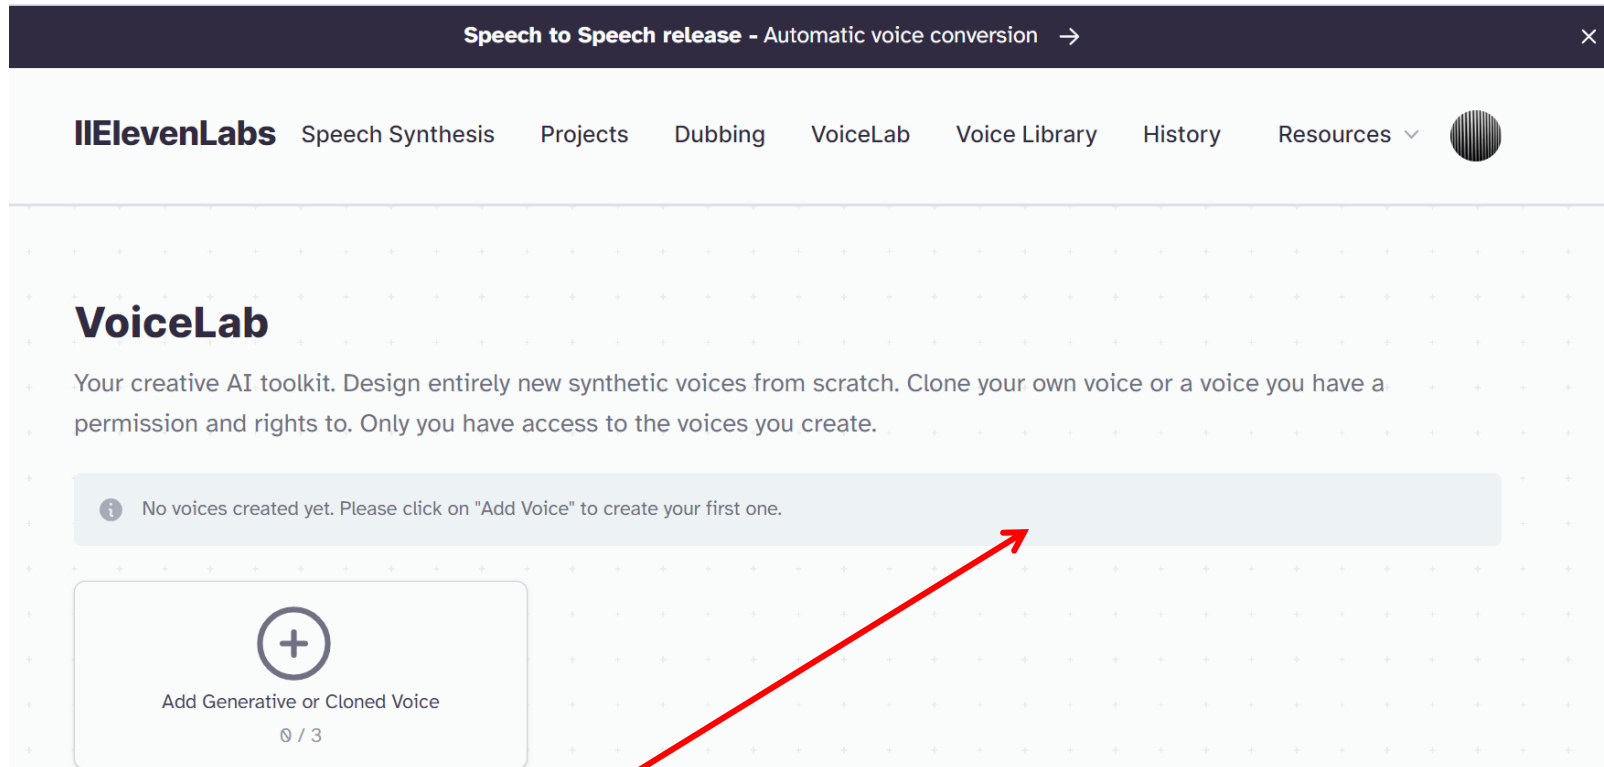 Speech to Speech release - Automatic voice conversion →
IIElevenLabs Speech Synthesis Projects Dubbing VoiceLab Voice Library History Resources
VoiceLab
Your creative AI toolkit. Design entirely new synthetic voices from scratch. Clone your own voice or a voice you have a
permission and rights to. Only you have access to the voices you create.
No voices created yet. Please click on "Add Voice" to create your first one.
Add Generative or Cloned Voice
0 / 3